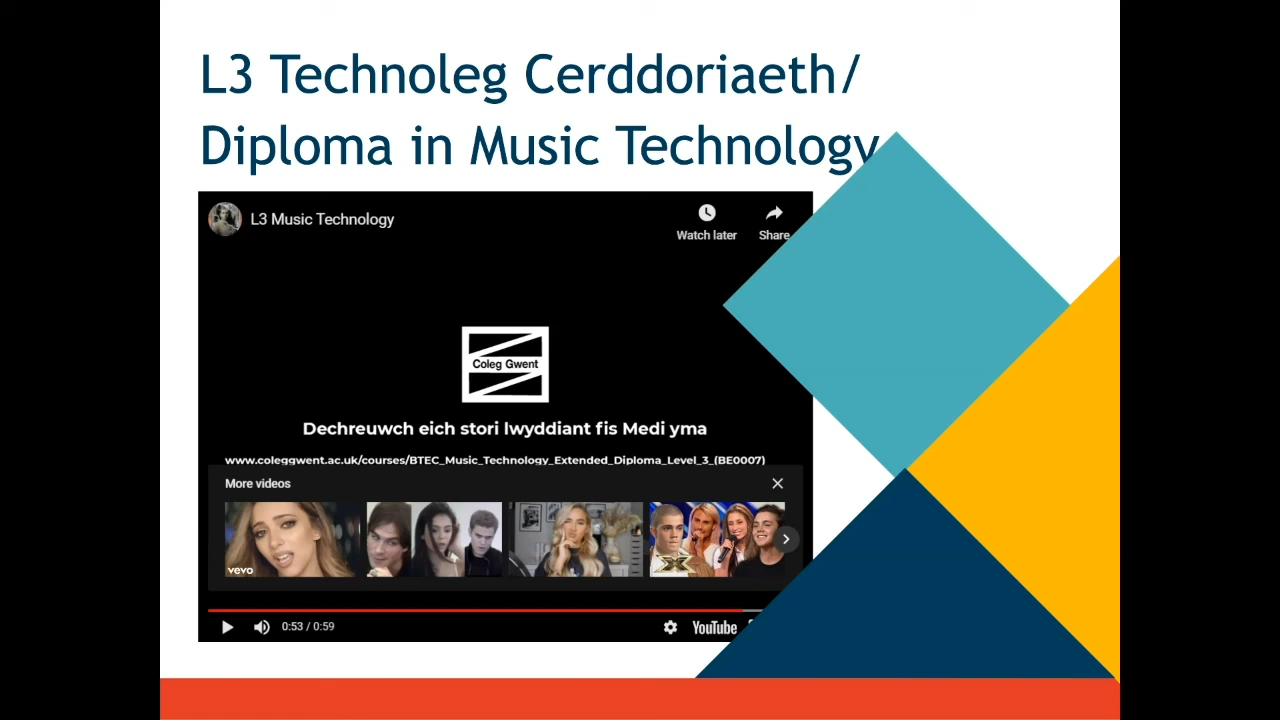 L3 Technoleg Cerddoriaeth/
Diploma in Music Technology
L3 Music Technology
Watch later
Share
Coleg Gwent
Dechreuwch eich stori lwyddiant fis Medi yma
www.coleggwent.ac.uk/courses/BTEC_Music_Technology_Extended_Diploma_Level_3_(BE0007)
More videos
vevo
X
0:53 / 0:59
YouTube